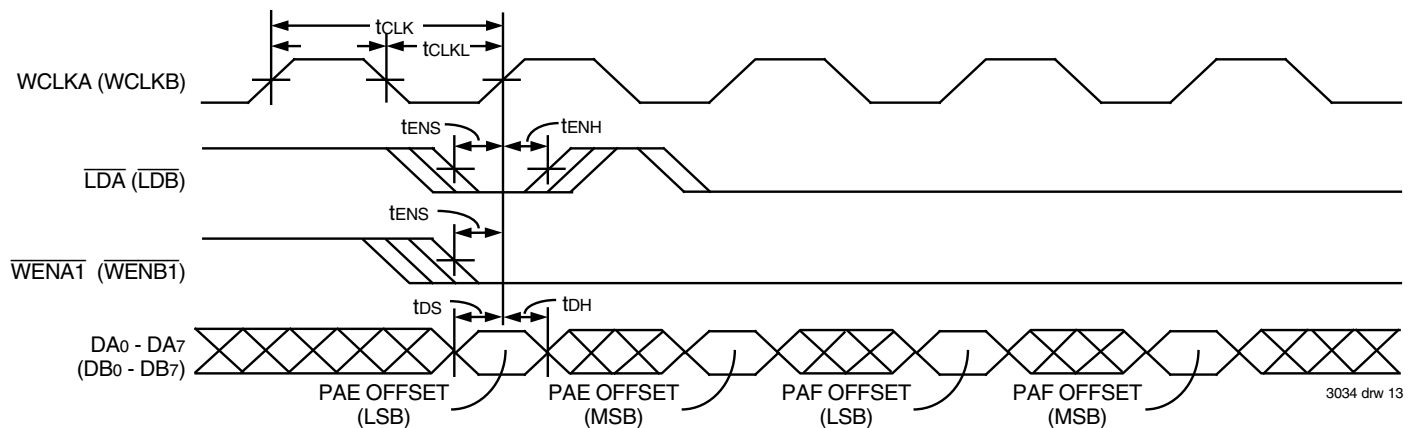 tCLK
tCLKL
WCLKA (WCLKB)
tENS
tENH
LDA (LDB)
tENS
WENA1 (WENB1)
tDS
tDH
DA0 - DA7
(DB0 - DB7)
PAE OFFSET
(LSB)
PAE OFFSET
(MSB)
PAF OFFSET
(LSB)
PAF OFFSET
(MSB)
3034 drw 13